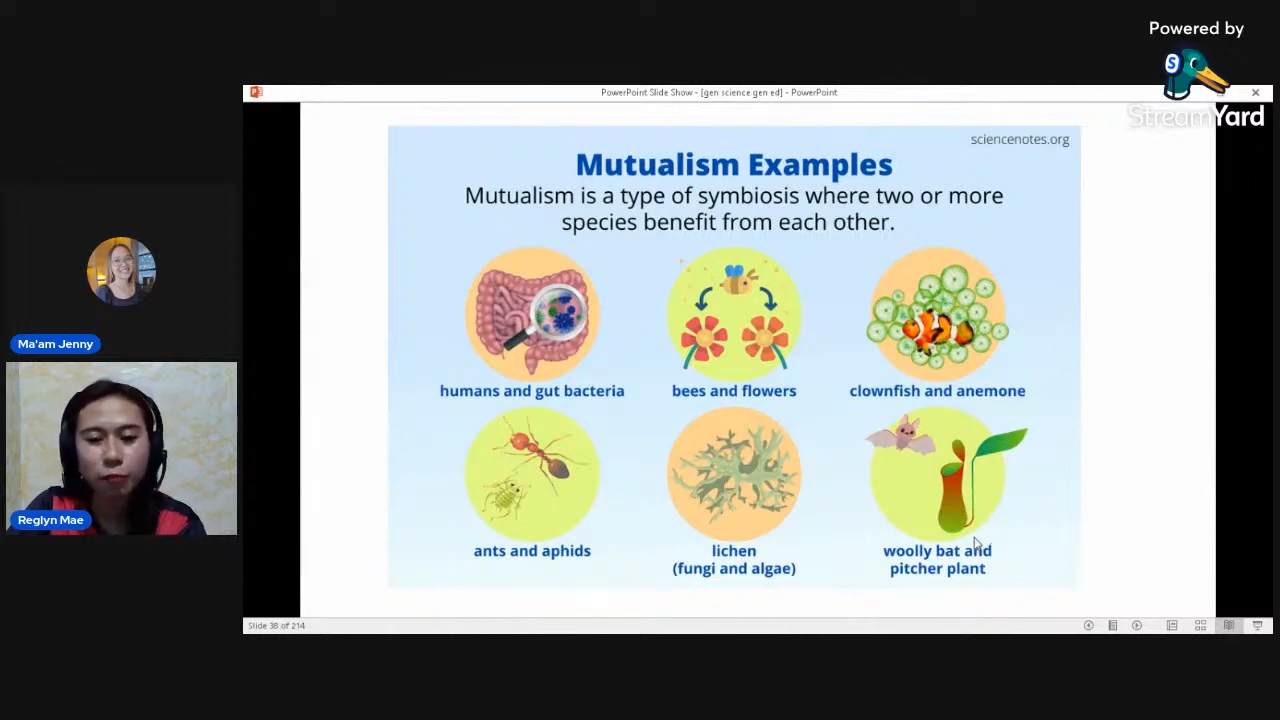 Powered by
S
StreamYard
PowerPoint Slide Show - [gen science gen ed] - PowerPoint
sciencenotes.org
Mutualism Examples
Mutualism is a type of symbiosis where two or more
species benefit from each other.
humans and gut bacteria
bees and flowers
clownfish and anemone
ants and aphids
lichen
(fungi and algae)
woolly bat and
pitcher plant
Ma'am Jenny
Reglyn Mae
Slide 38 of 214